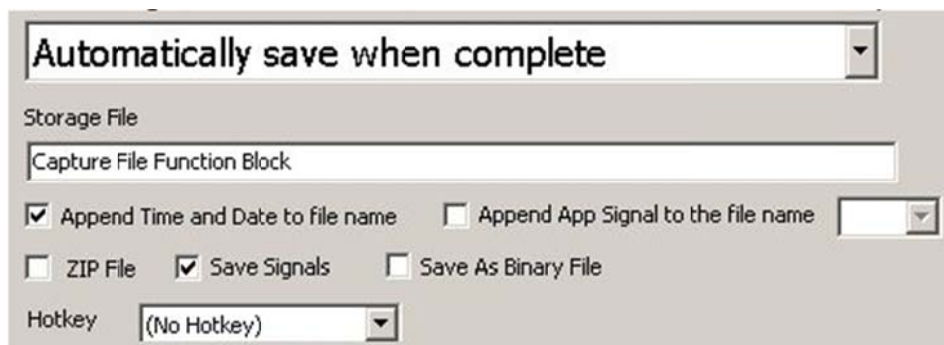 Automatically save when complete
Storage File
Capture File Function Block
Append Time and Date to file name Append App Signal to the file name
ZIP File Save Signals Save As Binary File
Hotkey (No Hotkey)